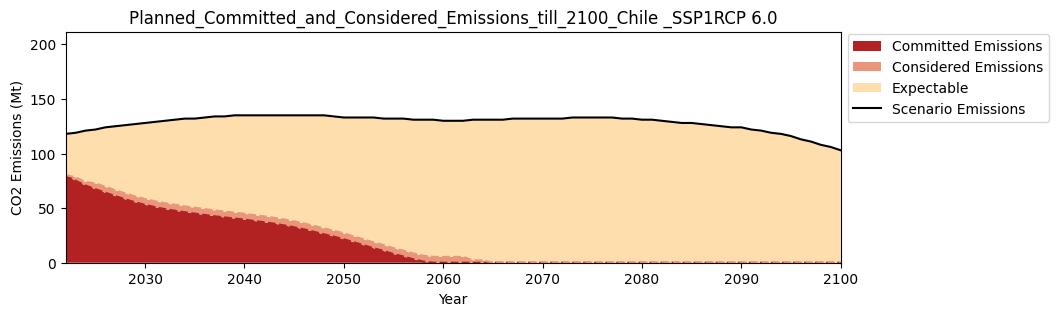 Planned_Committed_and_Considered_Emissions_till_2100_Chile _SSP1RCP 6.0
200
150
100
50
0
CO2 Emissions (Mt)
2030 2040 2050 2060 2070 2080 2090 2100
Year
Committed Emissions
Considered Emissions
Expectable
Scenario Emissions